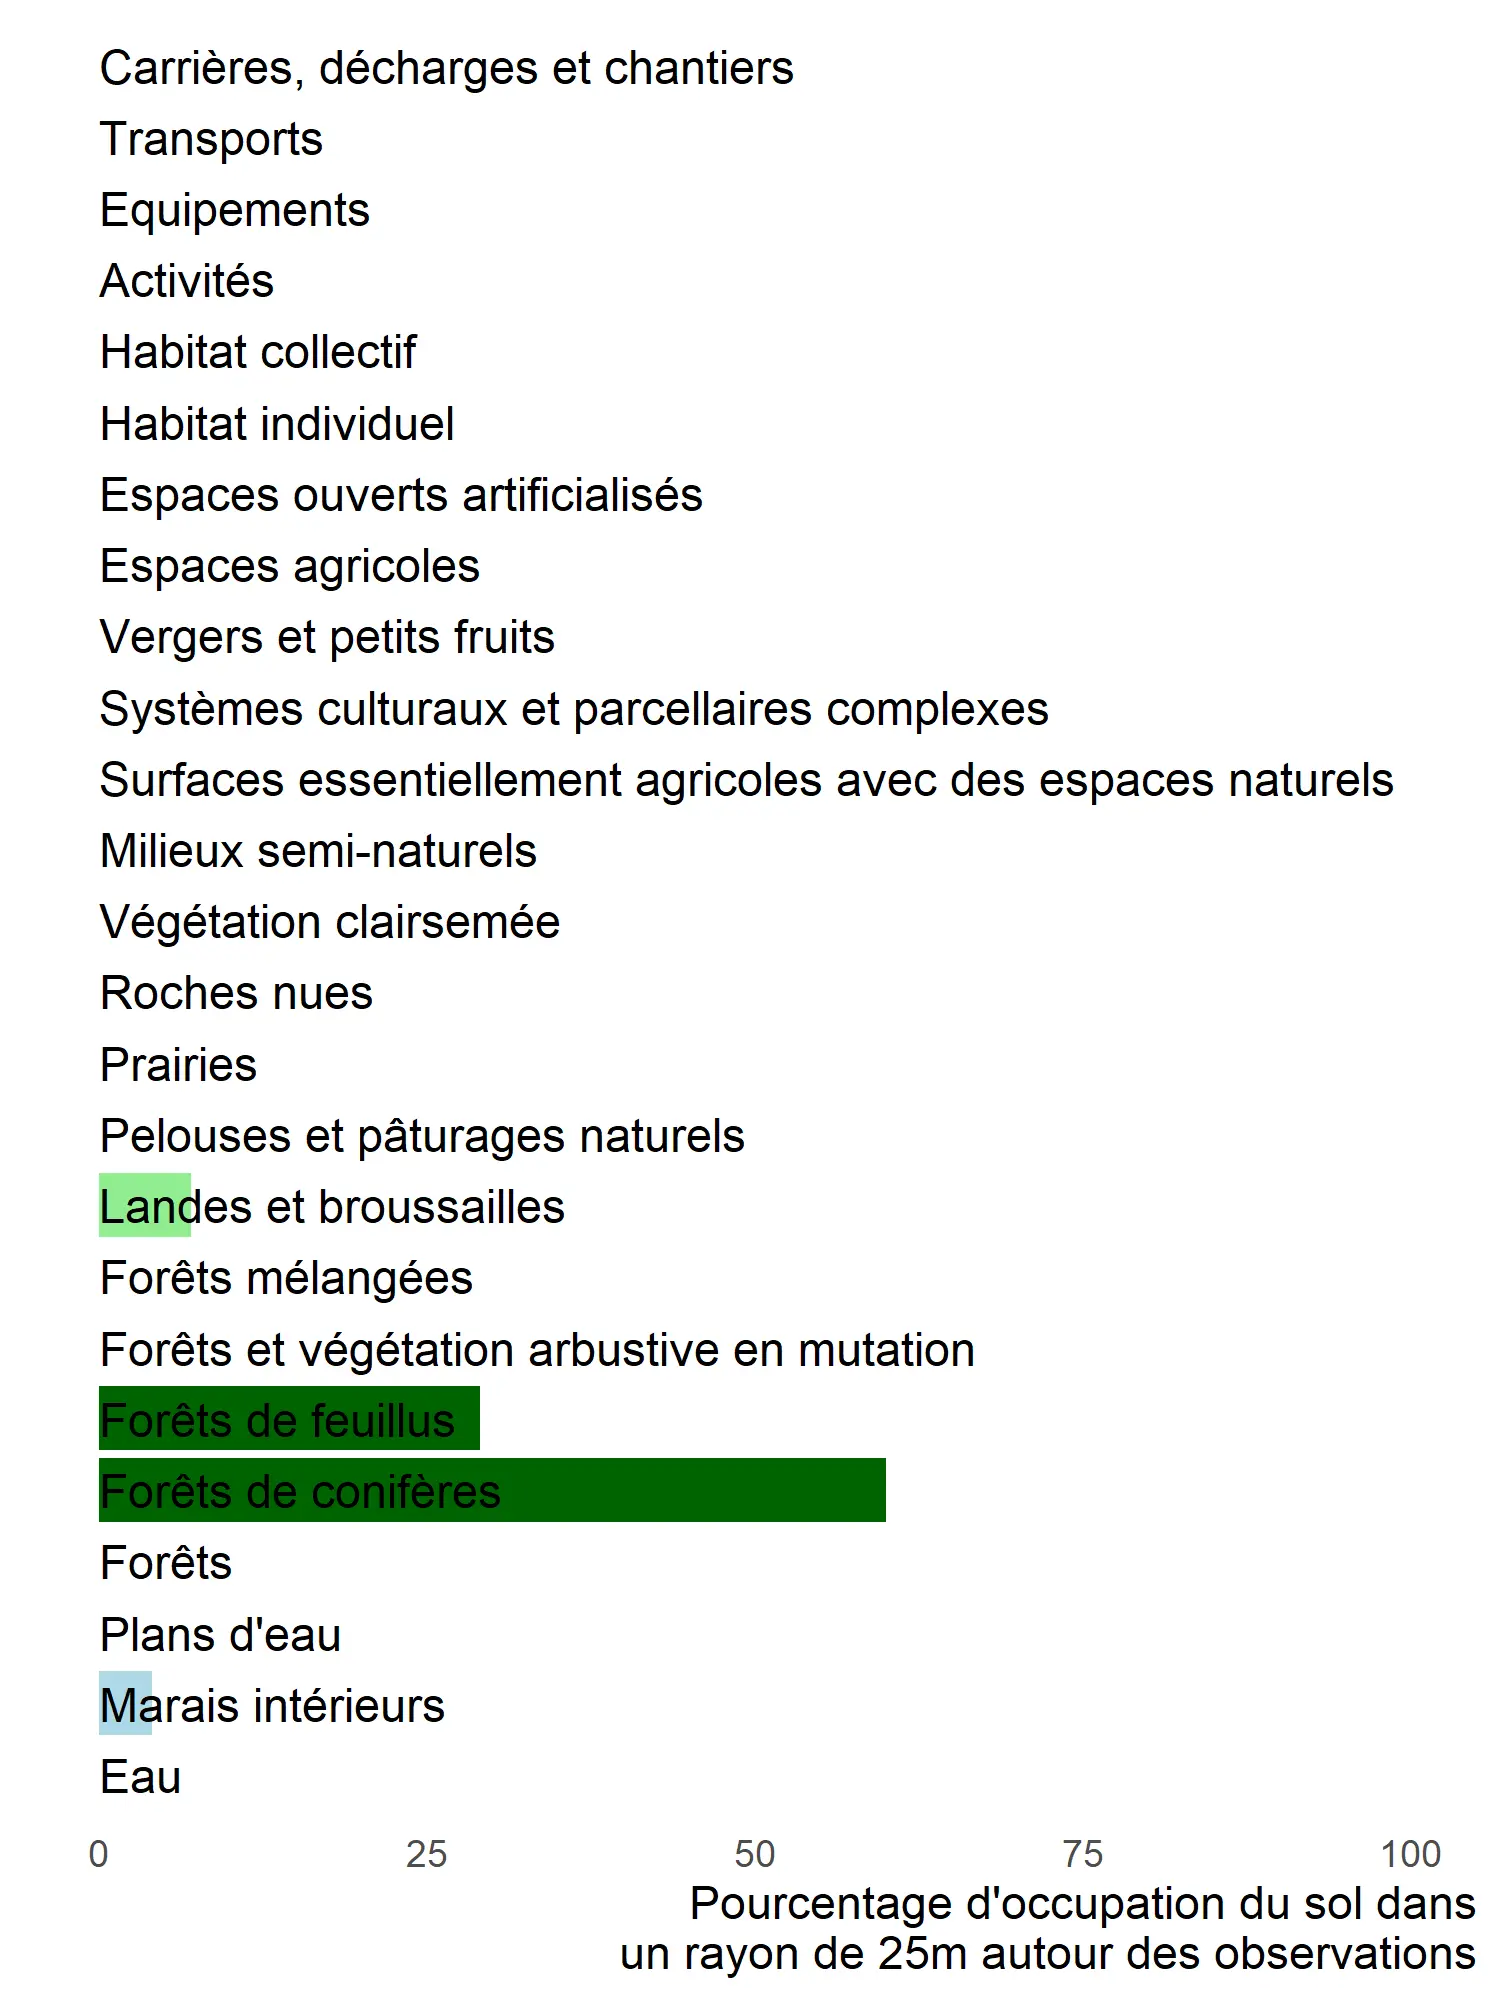 Carrières, décharges et chantiers
Transports
Equipements
Activités
Habitat collectif
Habitat individuel
Espaces ouverts artificialisés
Espaces agricoles
Vergers et petits fruits
Systèmes culturaux et parcellaires complexes
Surfaces essentiellement agricoles avec des espaces naturels
Milieux semi-naturels
Végétation clairsemée
Roches nues
Prairies
Pelouses et pâturages naturels
Landes et broussailles
Forêts mélangées
Forêts et végétation arbustive en mutation
Forêts de feuillus
Forêts de conifères
Forêts
Plans d'eau
Marais intérieurs
Eau
0 25 50 75 100
Pourcentage d'occupation du sol dans
un rayon de 25m autour des observations